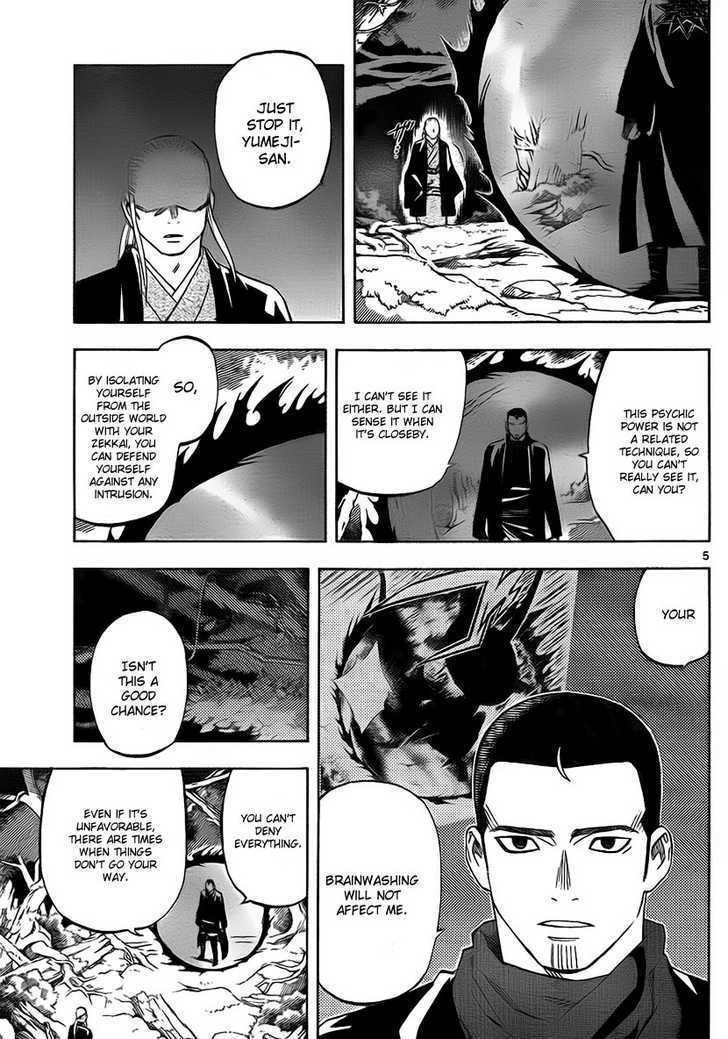 JUST
STOP IT,
YUMEJI-
SAN.
THIS PSYCHIC
POWER IS NOT
A RELATED
TECHNIQUE, SO
YOU CAN'T
REALLY SEE IT,
CAN YOU?
I CAN'T SEE IT
EITHER. BUT I CAN
SENSE IT WHEN
IT'S CLOSEBY.
SO,
BY ISOLATING
YOURSELF
FROM THE
OUTSIDE WORLD
WITH YOUR
ZEKKAI, YOU
CAN DEFEND
YOURSELF
AGAINST ANY
INTRUSION.
5
YOUR
BRAINWASHING
WILL NOT
AFFECT ME.
ISN'T
THIS A
GOOD
CHANCE?
YOU CAN'T
DENY
EVERYTHING.
EVEN IF IT'S
UNFAVORABLE,
THERE ARE TIMES
WHEN THINGS
DON'T GO YOUR
WAY.